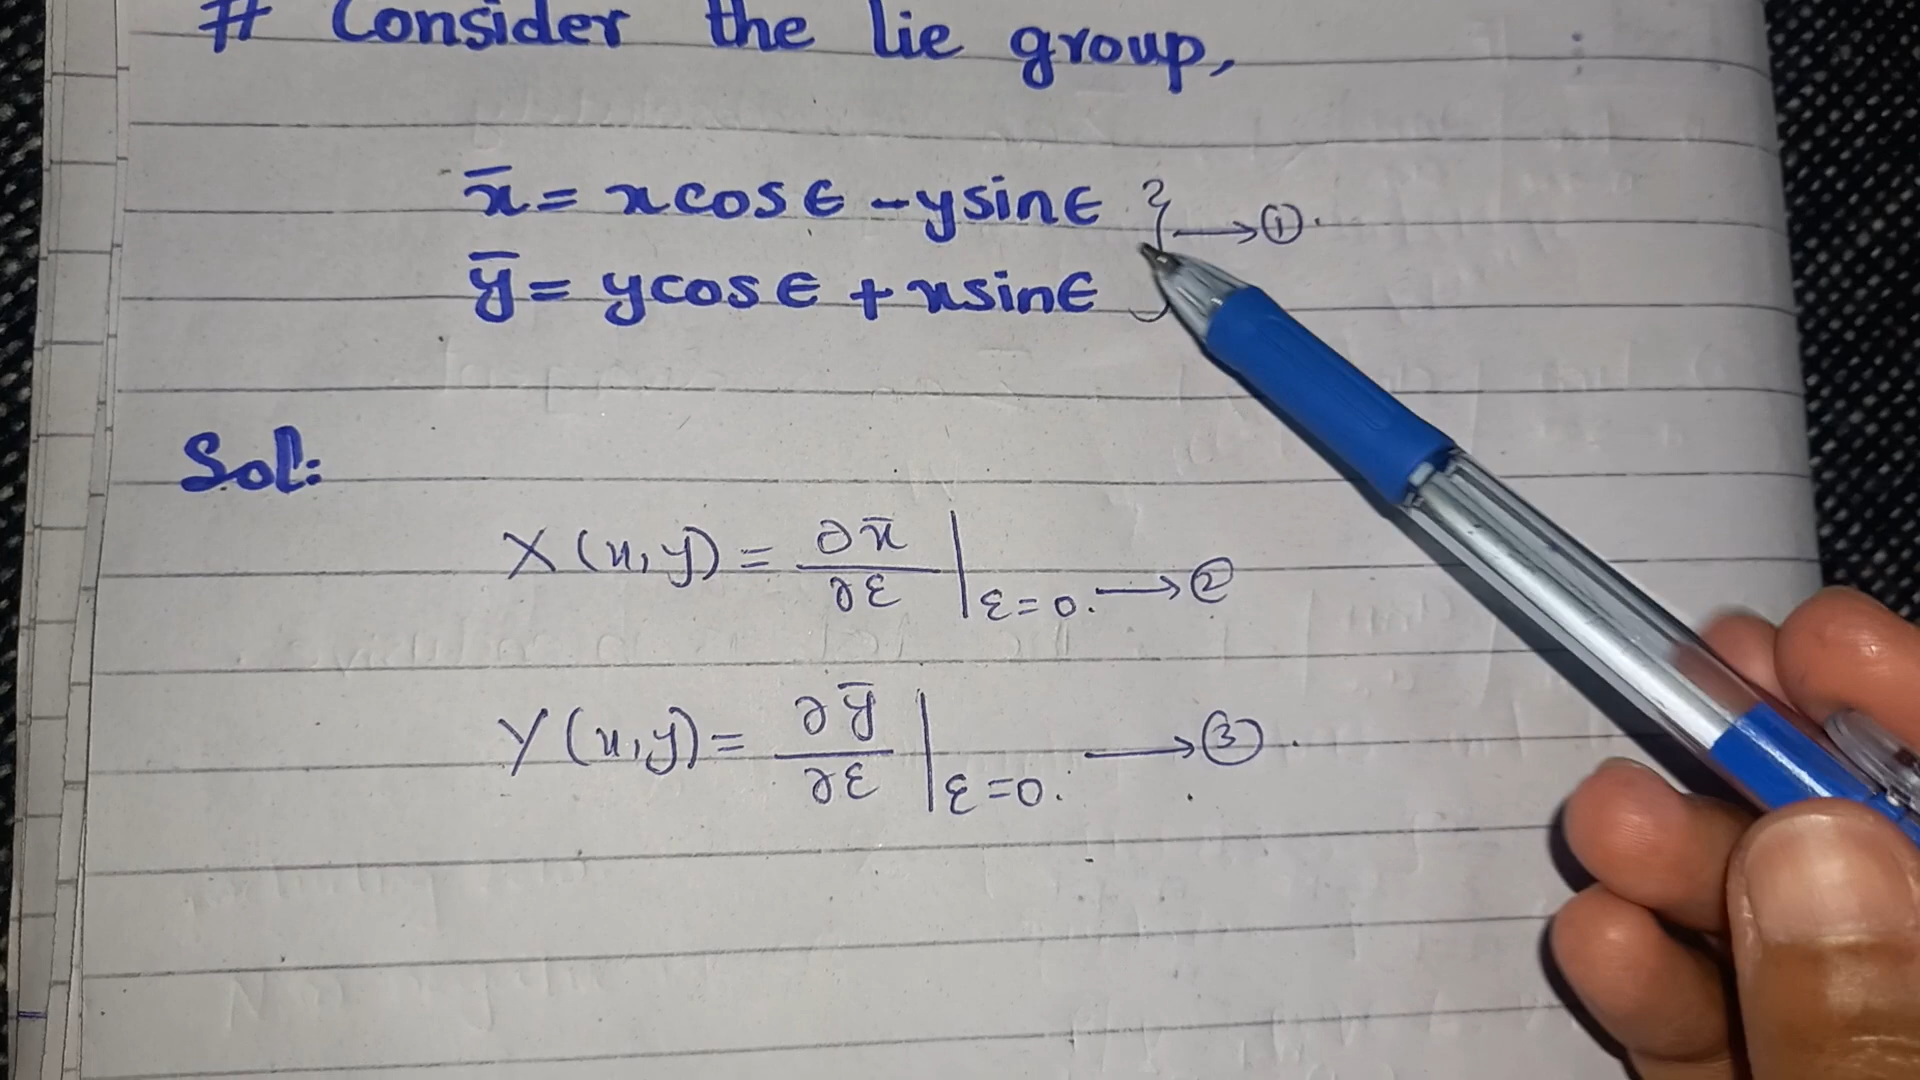 # Consider the lie group,
x̄ = x cos ϵ − y sin ϵ } → ①.
ȳ = y cos ϵ + x sin ϵ
Sol:
X(x,y) = ∂x̄/∂ε |ε=0. → ②
Y(x,y) = ∂ȳ/∂ε |ε=0. → ③.